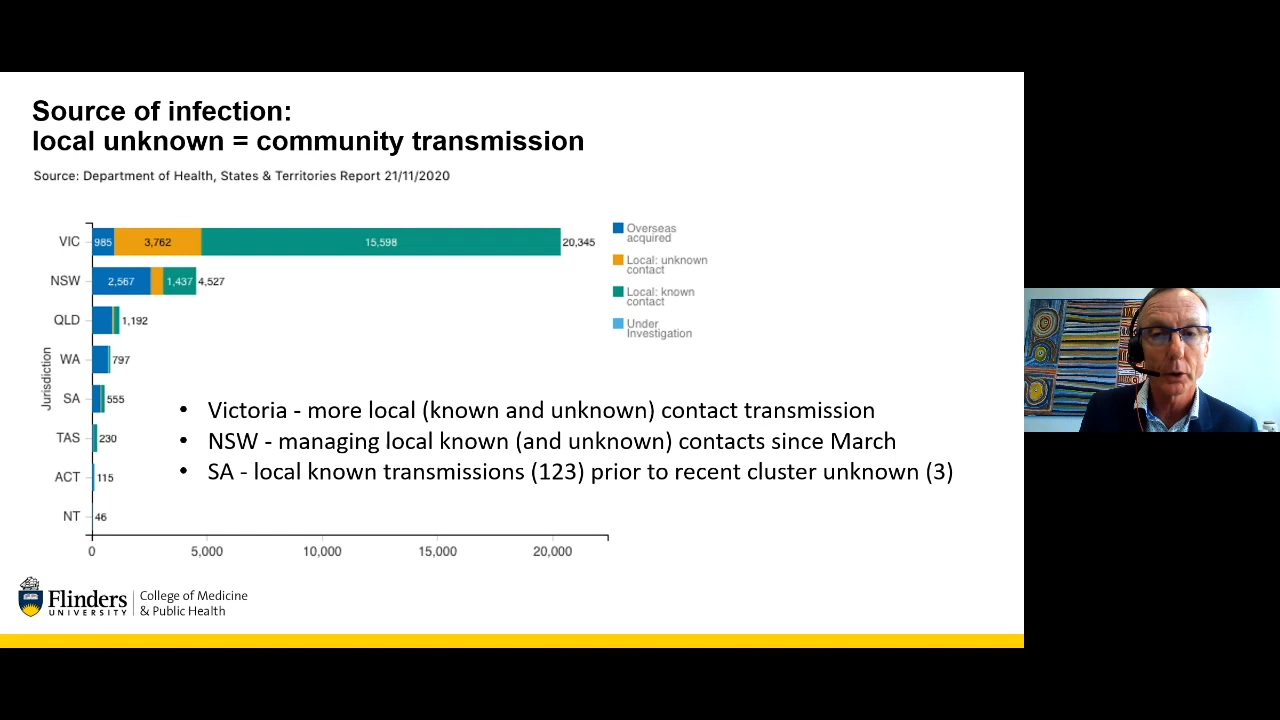 Source of infection:
local unknown = community transmission
Source: Department of Health, States & Territories Report 21/11/2020
VIC 985 3,762 15,598 20,345
NSW 2,567 1,437 4,527
QLD 1,192
WA 797
SA 555
TAS 230
ACT 115
NT 46
Jurisdiction
0 5,000 10,000 15,000 20,000
Overseas
acquired
Local: unknown
contact
Local: known
contact
Under
Investigation
• Victoria - more local (known and unknown) contact transmission
• NSW - managing local known (and unknown) contacts since March
• SA - local known transmissions (123) prior to recent cluster unknown (3)
Flinders
UNIVERSITY
College of Medicine
& Public Health